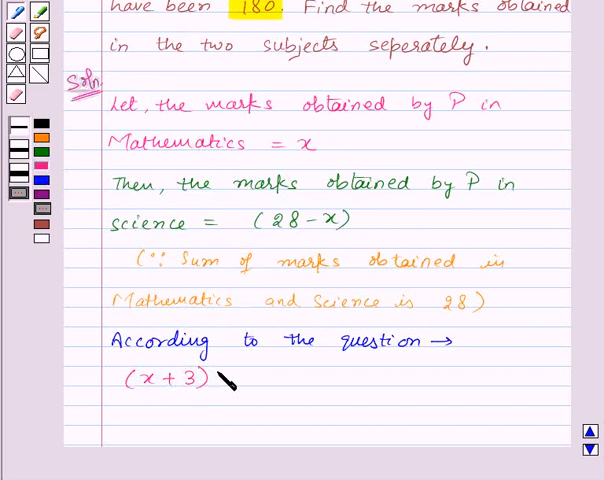 have been 180. Find the marks obtained
in the two subjects seperately.
Soln.
Let, the marks obtained by P in
Mathematics = x
Then, the marks obtained by P in
science = (28-x)
(∵ Sum of marks obtained in
Mathematics and Science is 28)
According to the question →
(x + 3)